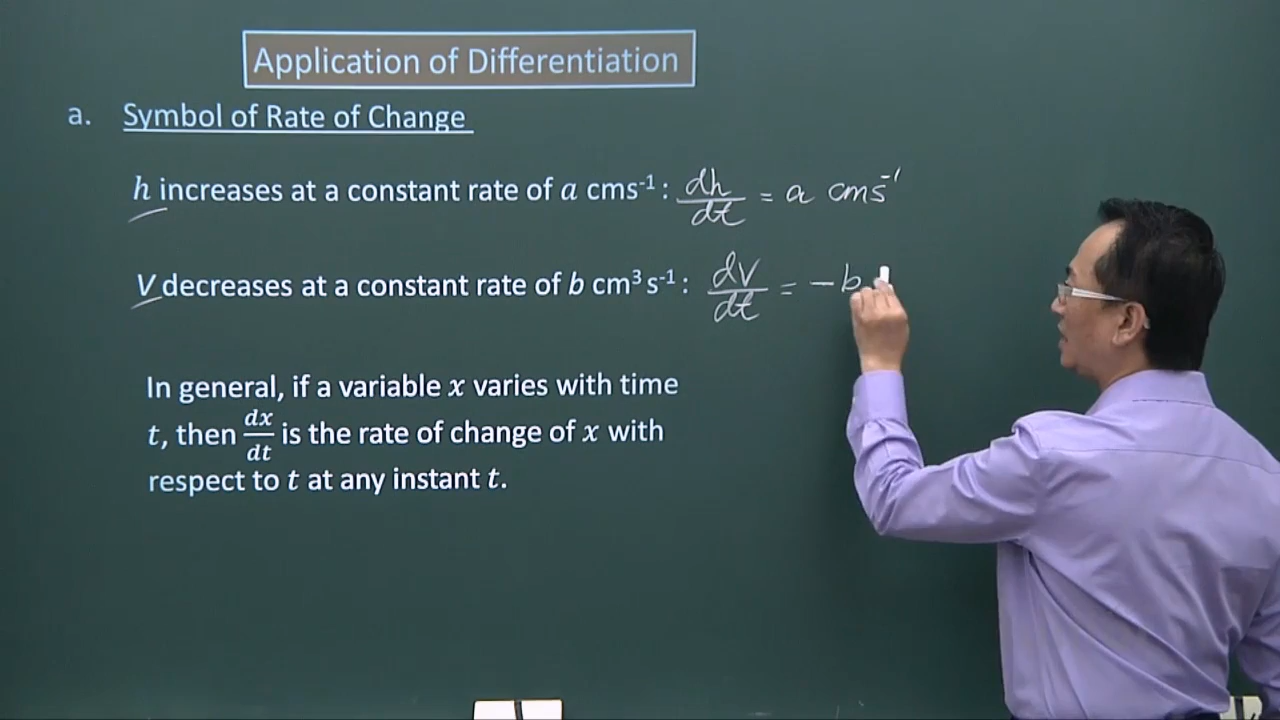 Application of Differentiation
a. Symbol of Rate of Change
h increases at a constant rate of a cms⁻¹ : dh/dt = a cms⁻¹
V decreases at a constant rate of b cm³ s⁻¹ : dV/dt = -b
In general, if a variable x varies with time
t, then dx/dt is the rate of change of x with
respect to t at any instant t.